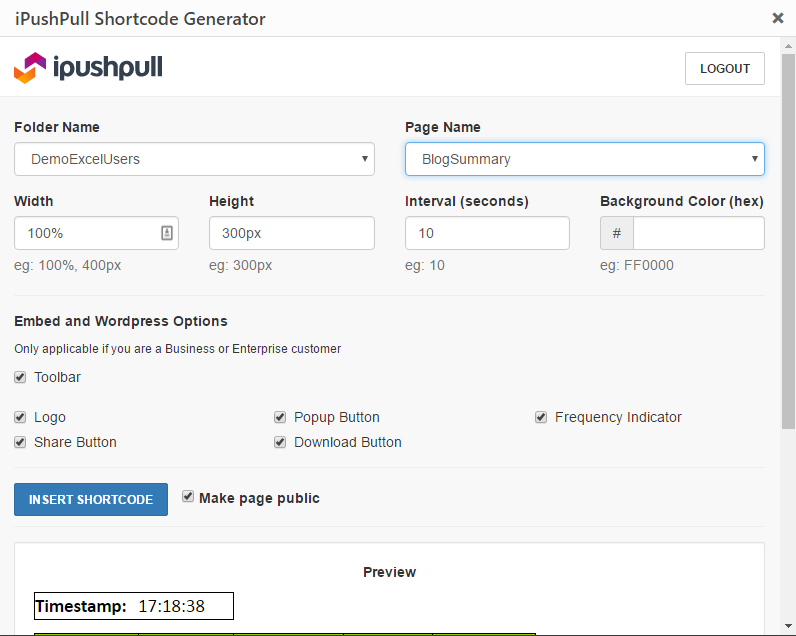 iPushPull Shortcode Generator
ipushpull
LOGOUT
Folder Name Page Name
DemoExcelUsers BlogSummary
Width Height Interval (seconds) Background Color (hex)
100% 300px 10 #
eg: 100%, 400px eg: 300px eg: 10 eg: FF0000
Embed and Wordpress Options
Only applicable if you are a Business or Enterprise customer
Toolbar
Logo Popup Button Frequency Indicator
Share Button Download Button
INSERT SHORTCODE Make page public
Preview
Timestamp: 17:18:38